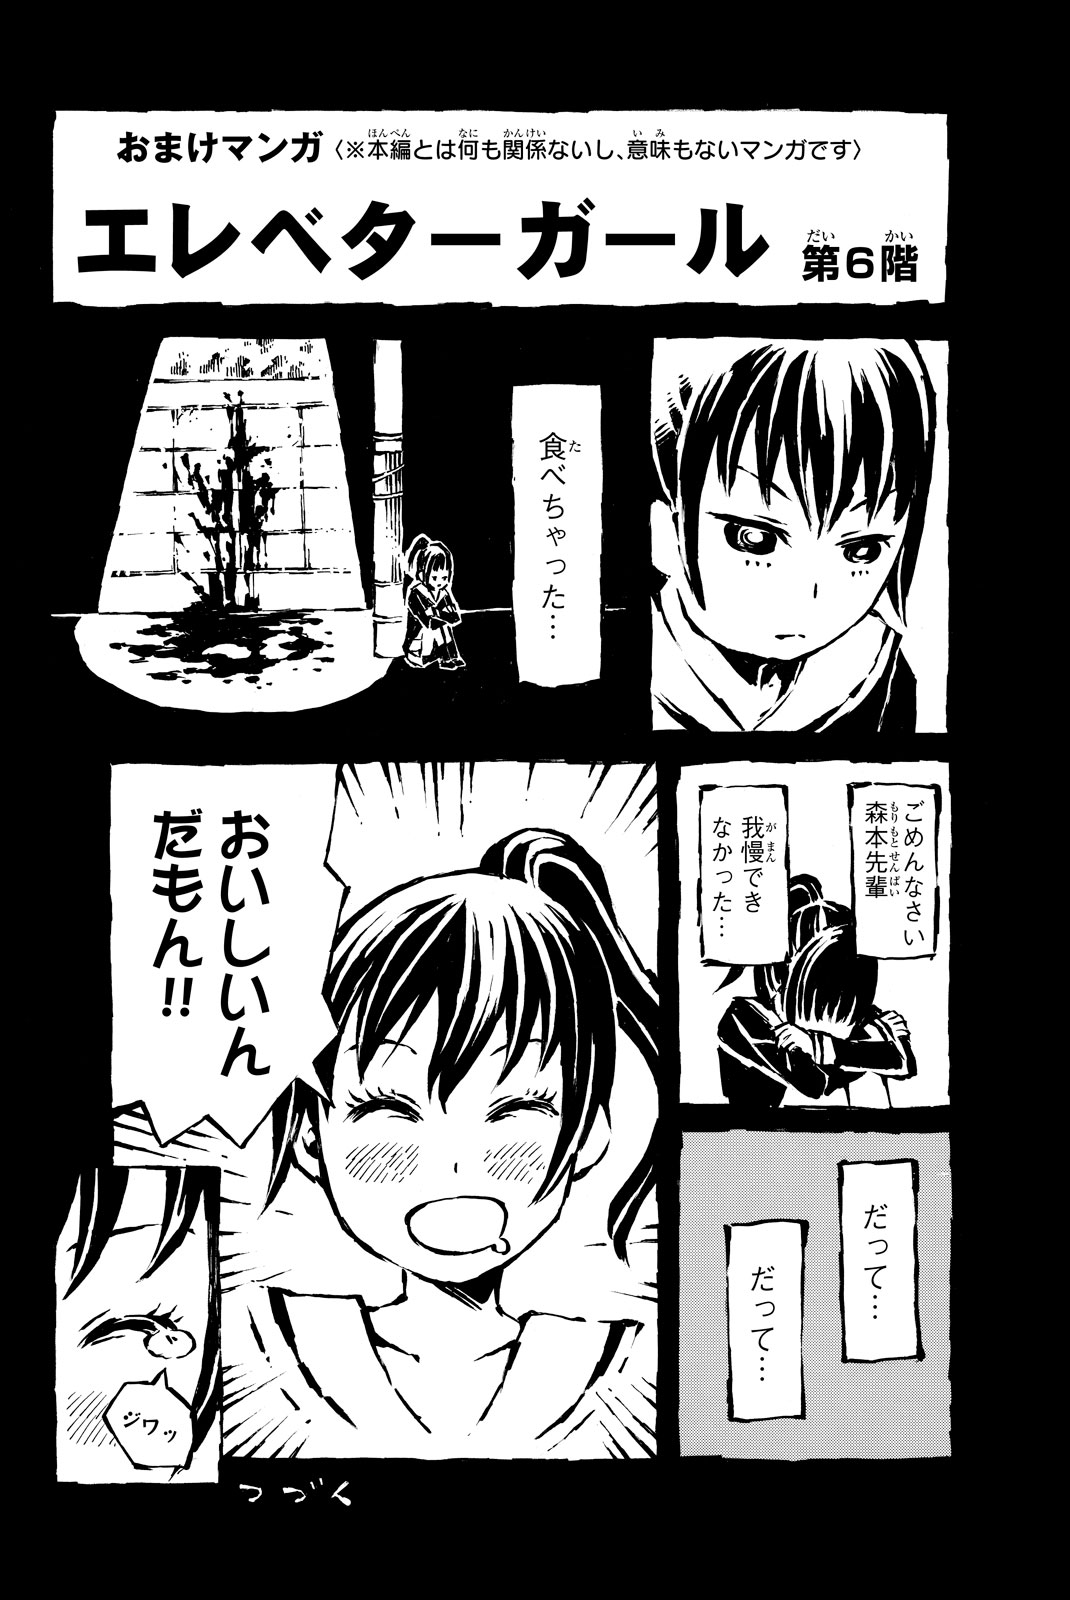 おまけマンガ〈※本編とは何も関係ないし、意味もないマンガです〉
エレベターガール 第6階
食べちゃった…
ごめんなさい
森本先輩
我慢でき
なかった…
だって…
だって…
おいしいん
だもん!!
ジワッ
つづく